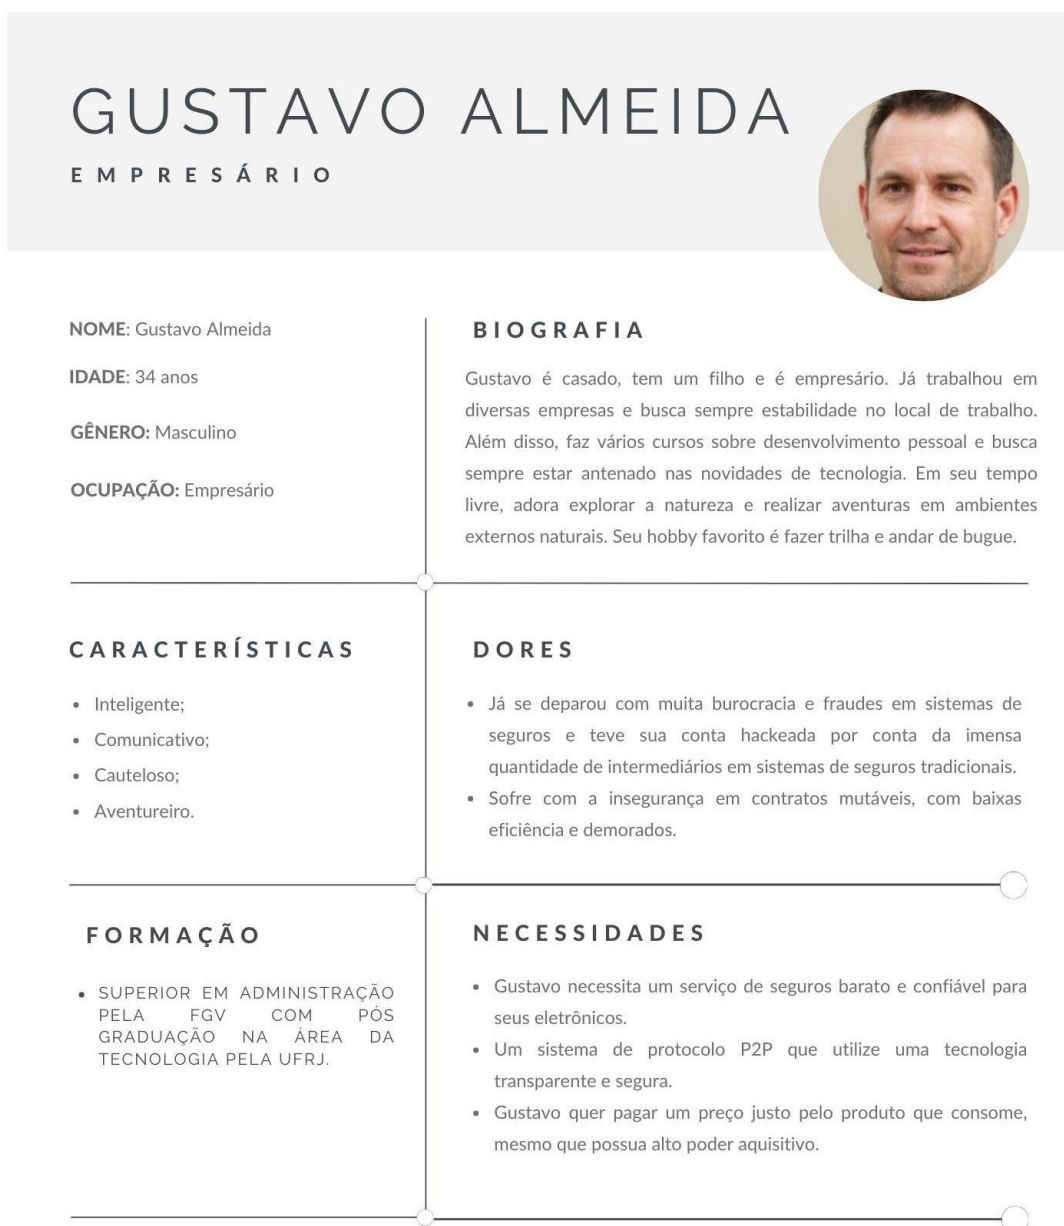 GUSTAVO ALMEIDA
EMPRESÁRIO
NOME: Gustavo Almeida
IDADE: 34 anos
GÊNERO: Masculino
OCUPAÇÃO: Empresário
BIOGRAFIA
Gustavo é casado, tem um filho e é empresário. Já trabalhou em
diversas empresas e busca sempre estabilidade no local de trabalho.
Além disso, faz vários cursos sobre desenvolvimento pessoal e busca
sempre estar antenado nas novidades de tecnologia. Em seu tempo
livre, adora explorar a natureza e realizar aventuras em ambientes
externos naturais. Seu hobby favorito é fazer trilha e andar de bugue.
CARACTERÍSTICAS
• Inteligente;
• Comunicativo;
• Cauteloso;
• Aventureiro.
DORES
• Já se deparou com muita burocracia e fraudes em sistemas de
seguros e teve sua conta hackeada por conta da imensa
quantidade de intermediários em sistemas de seguros tradicionais.
• Sofre com a insegurança em contratos mutáveis, com baixas
eficiência e demorados.
FORMAÇÃO
• SUPERIOR EM ADMINISTRAÇÃO
PELA FGV COM PÓS
GRADUAÇÃO NA ÁREA DA
TECNOLOGIA PELA UFRJ.
NECESSIDADES
• Gustavo necessita um serviço de seguros barato e confiável para
seus eletrônicos.
• Um sistema de protocolo P2P que utilize uma tecnologia
transparente e segura.
• Gustavo quer pagar um preço justo pelo produto que consome,
mesmo que possua alto poder aquisitivo.